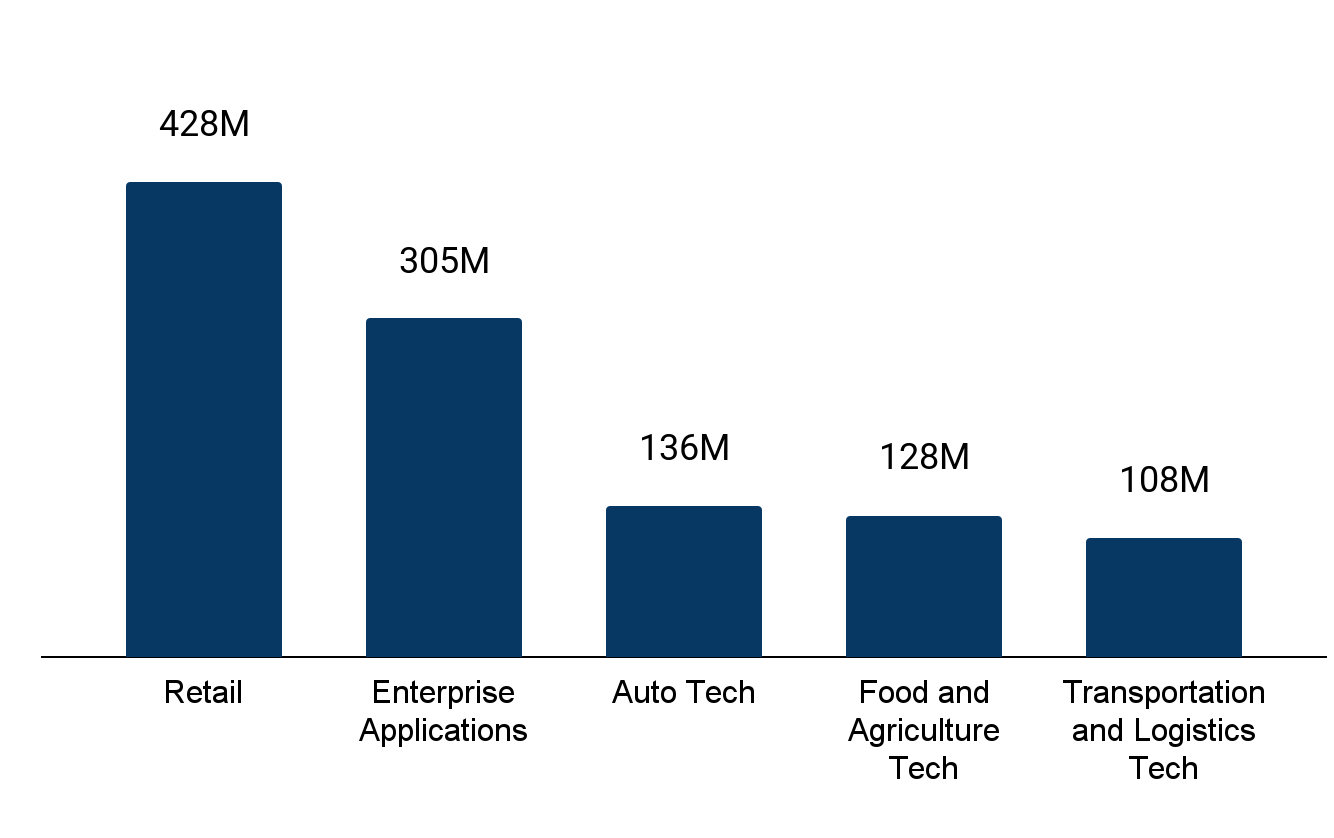 428M
305M
136M
128M
108M
Retail
Enterprise
Applications
Auto Tech
Food and
Agriculture
Tech
Transportation
and Logistics
Tech